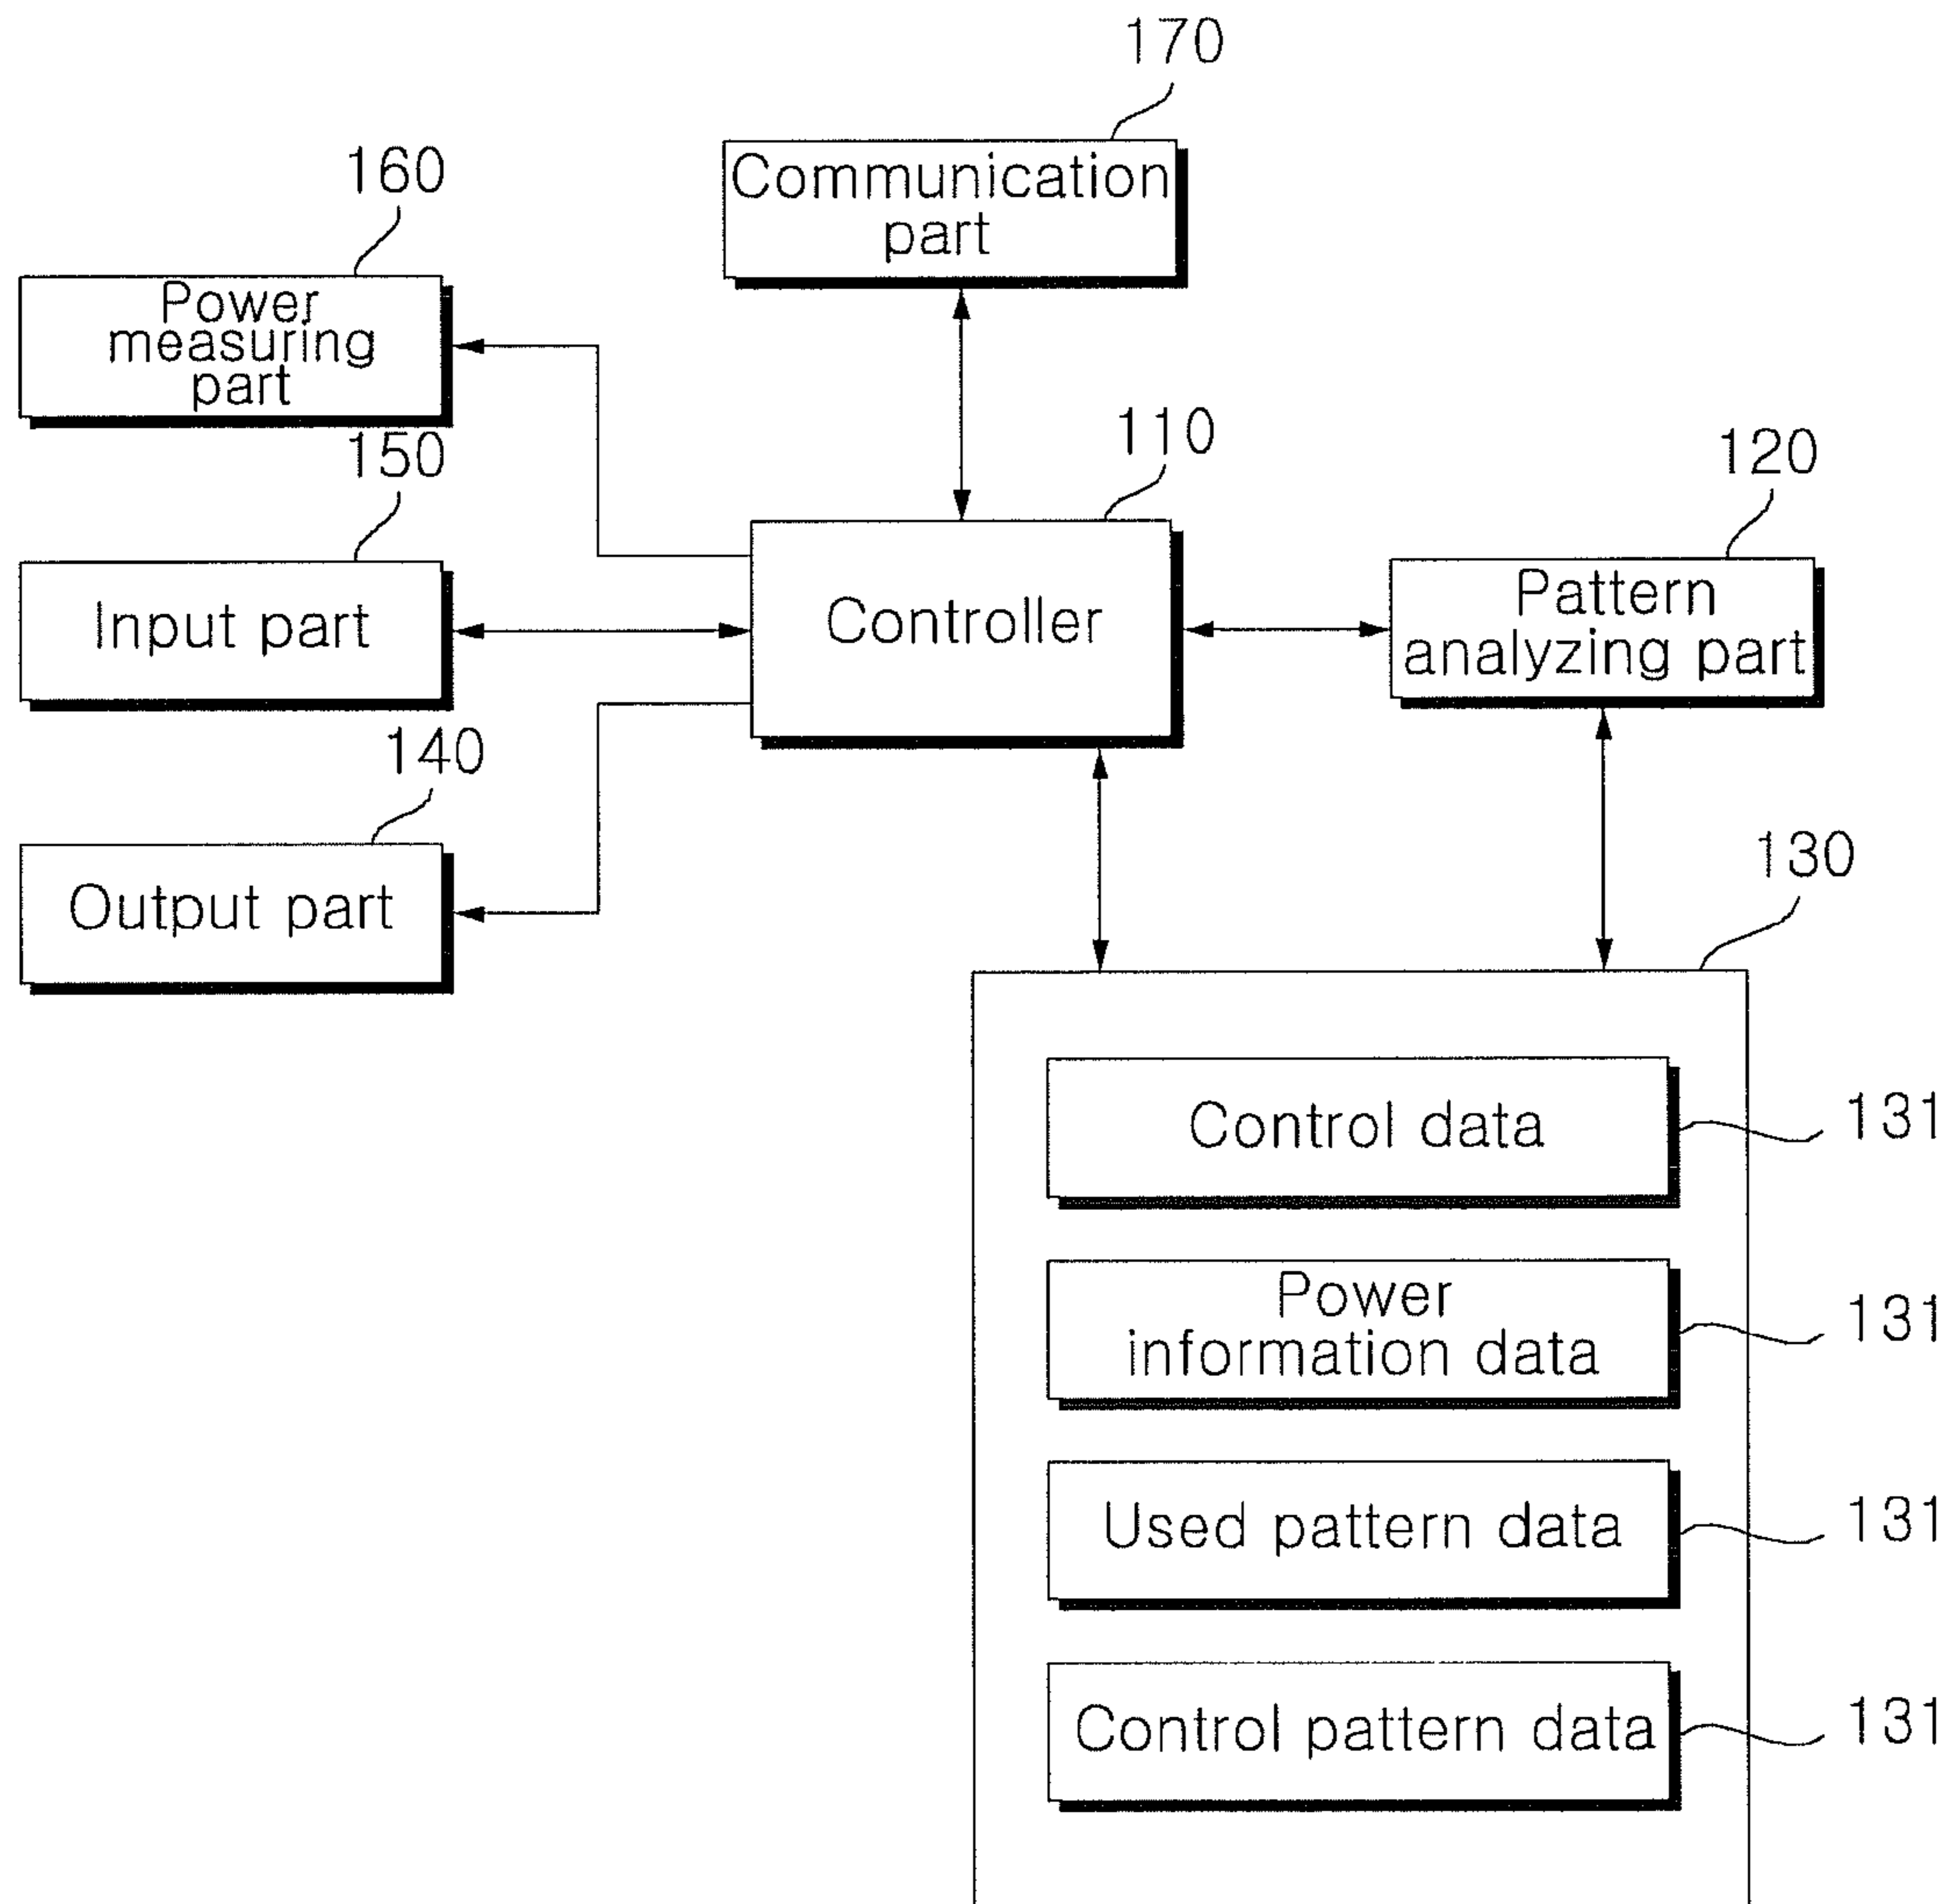 170
Communication
part
160
Power
measuring
part
110
Controller
150
Input part
120
Pattern
analyzing part
140
Output part
130
Control data
131
Power
information data
131
Used pattern data
131
Control pattern data
131